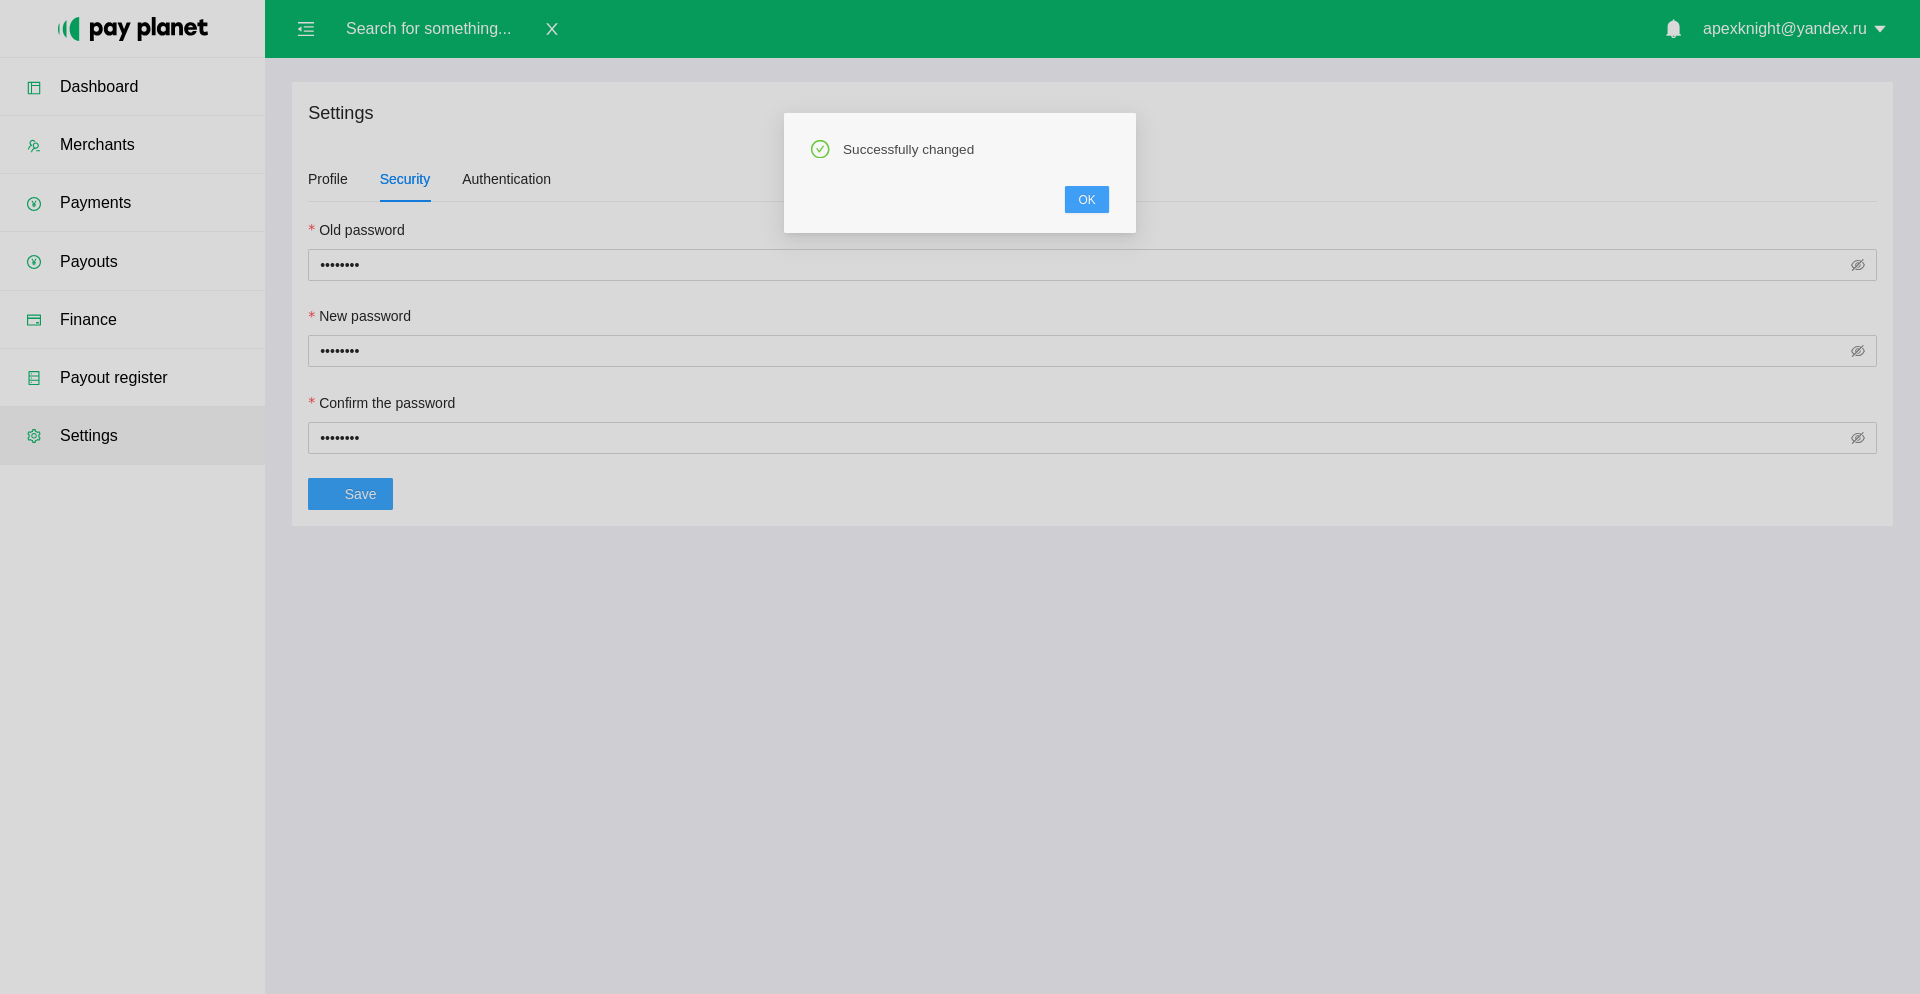 pay planet
Search for something...
apexknight@yandex.ru
Dashboard
Merchants
Payments
Payouts
Finance
Payout register
Settings
Settings
Profile
Security
Authentication
Successfully changed
OK
* Old password
••••••••
* New password
••••••••
* Confirm the password
••••••••
Save